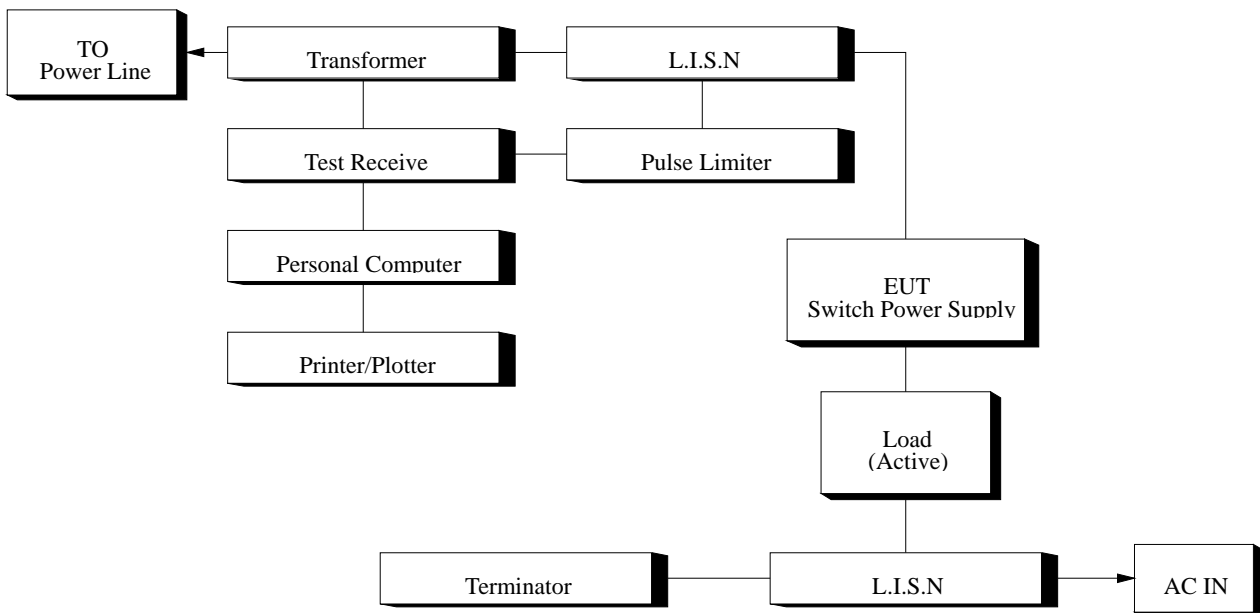 TO
Power Line
Transformer
L.I.S.N
Test Receive
Pulse Limiter
Personal Computer
EUT
Switch Power Supply
Printer/Plotter
Load
(Active)
Terminator
L.I.S.N
AC IN